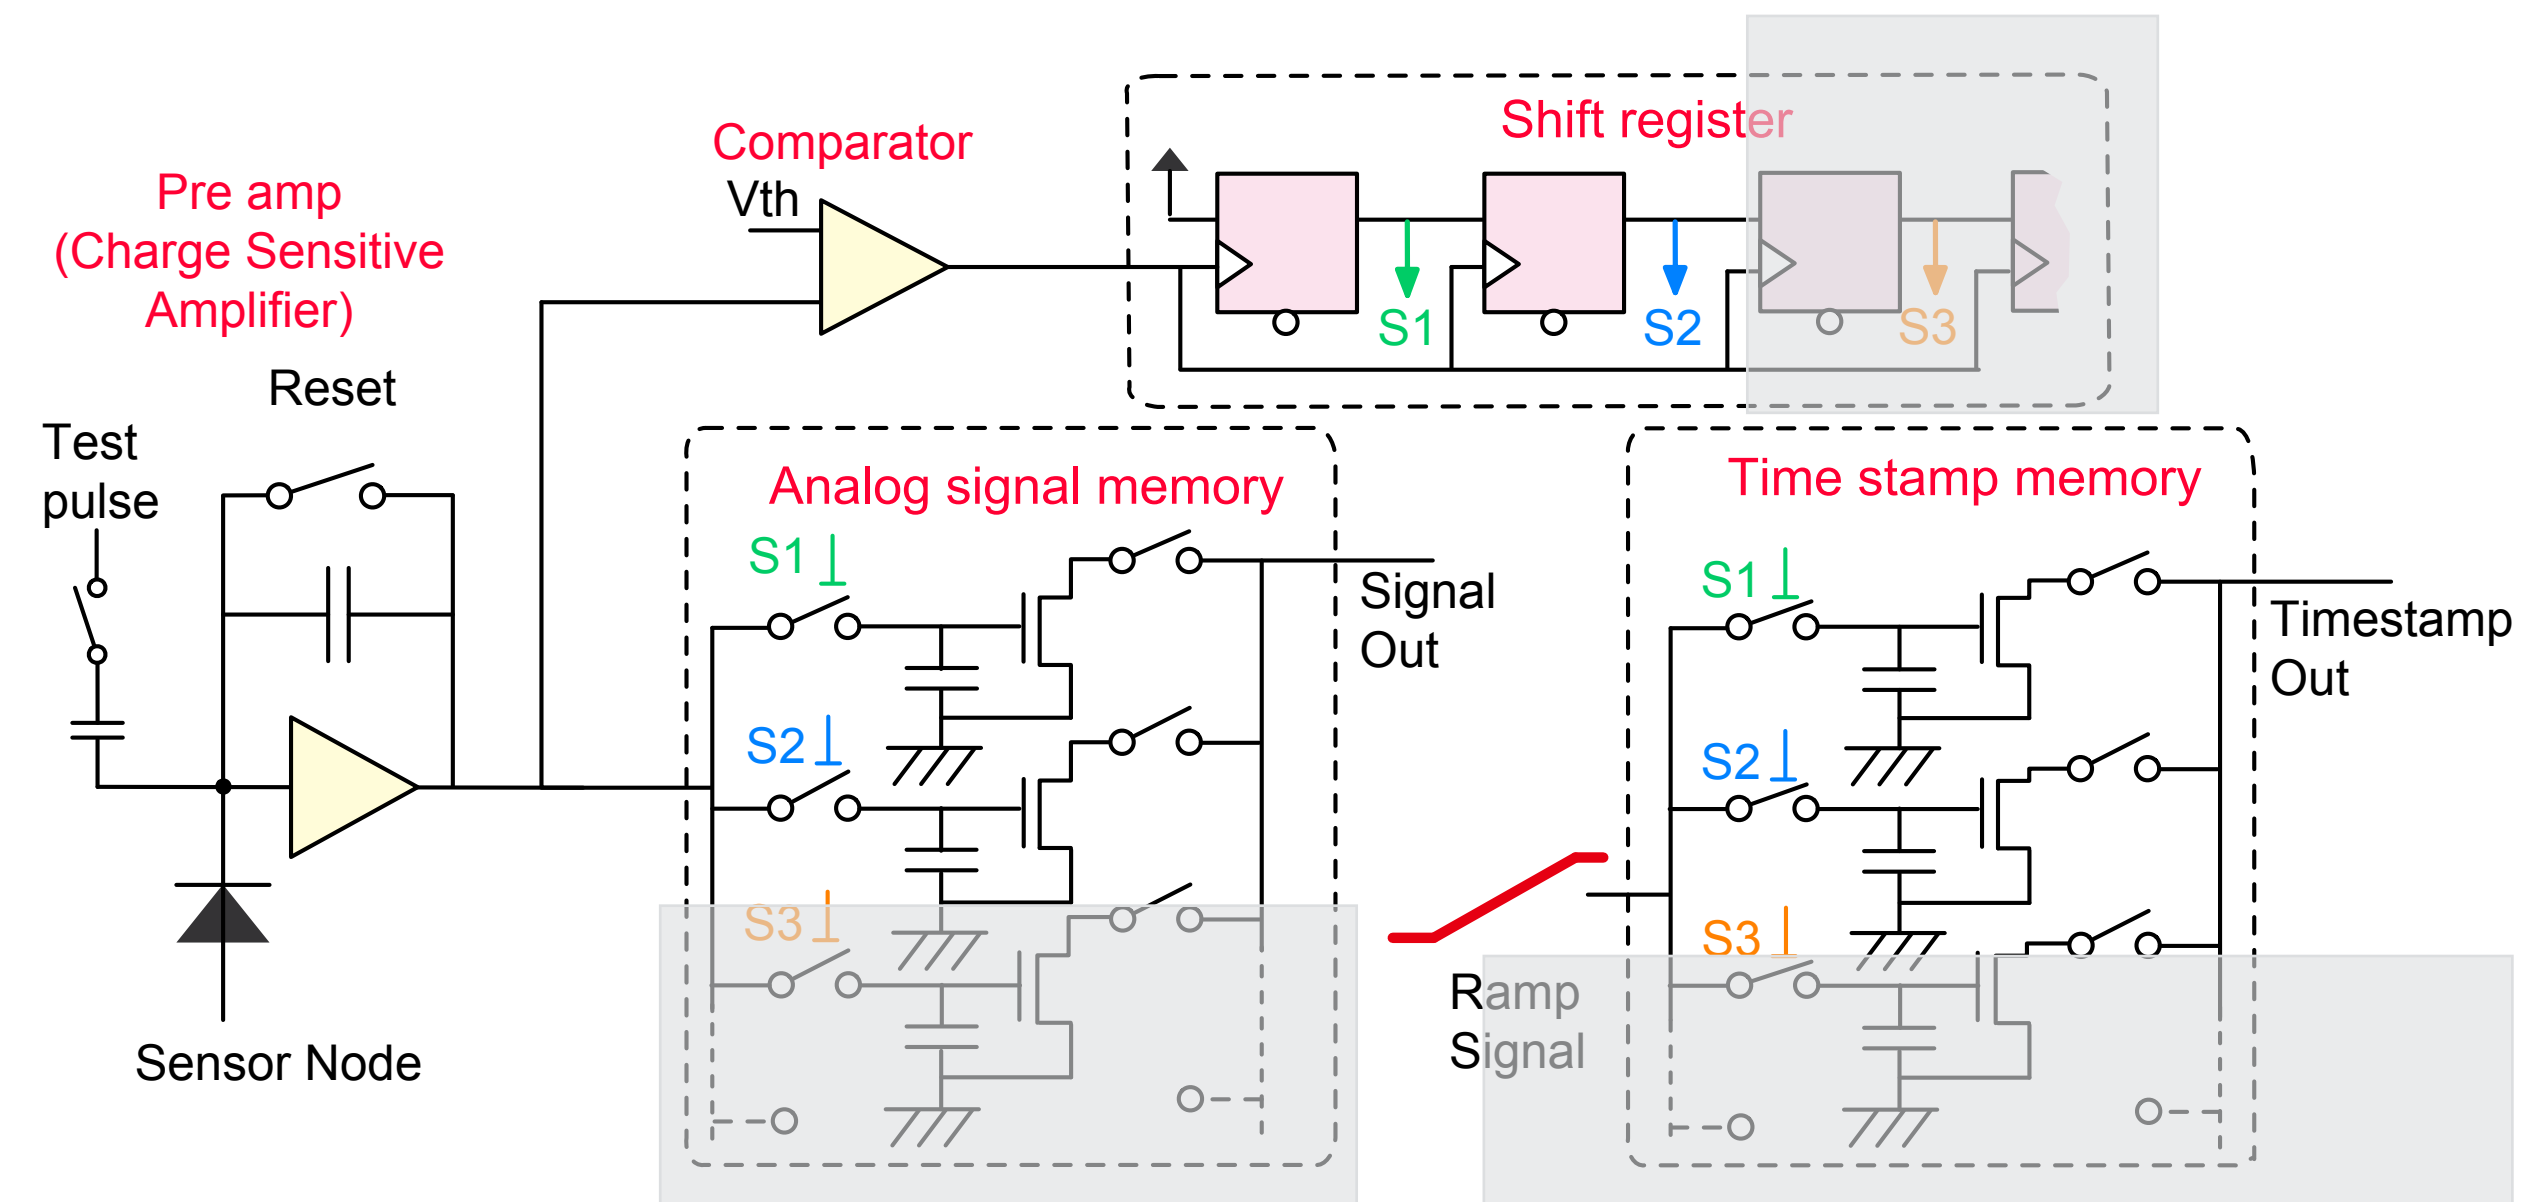 Shift register
Comparator
Vth
Pre amp
(Charge Sensitive
Amplifier)
S1
S2
S3
Reset
Test
pulse
Analog signal memory
S1
Signal
Out
S2
S3
Time stamp memory
S1
Timestamp
Out
S2
S3
Ramp
Signal
Sensor Node